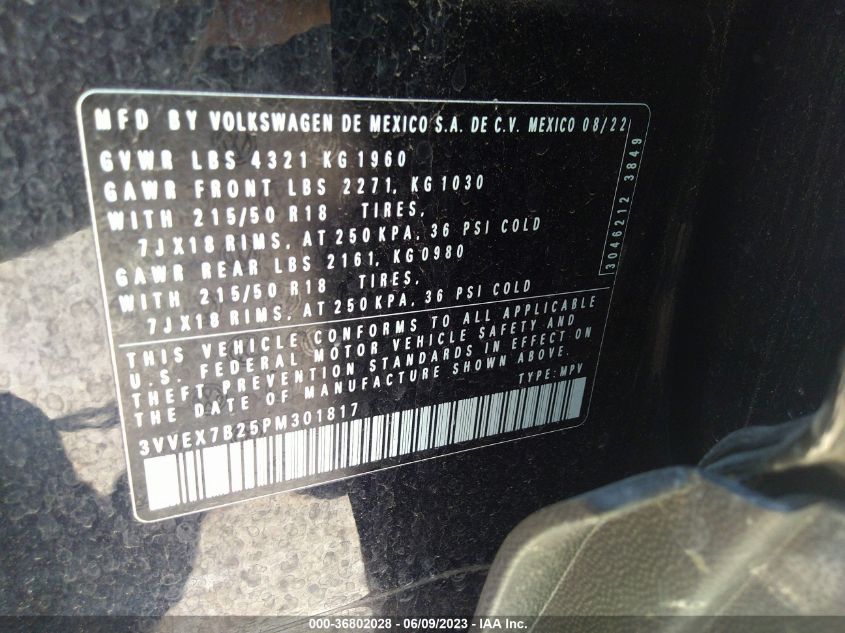 MFD BY VOLKSWAGEN DE MEXICO S.A. DE C.V. MEXICO 08/22
GVWR LBS 4321 KG 1960
GAWR FRONT LBS 2271, KG 1030
WITH 215/50 R18 TIRES,
7JX18 RIMS, AT 250 KPA, 36 PSI COLD
GAWR REAR LBS 2161, KG 0980
WITH 215/50 R18 TIRES,
7JX18 RIMS, AT 250 KPA, 36 PSI COLD
3046212 3849
THIS VEHICLE CONFORMS TO ALL APPLICABLE
U.S. FEDERAL MOTOR VEHICLE SAFETY AND
THEFT PREVENTION STANDARDS IN EFFECT ON
THE DATE OF MANUFACTURE SHOWN ABOVE.
TYPE: MPV
3VVEX7B25PM301817
000-36802028 - 06/09/2023 - IAA Inc.